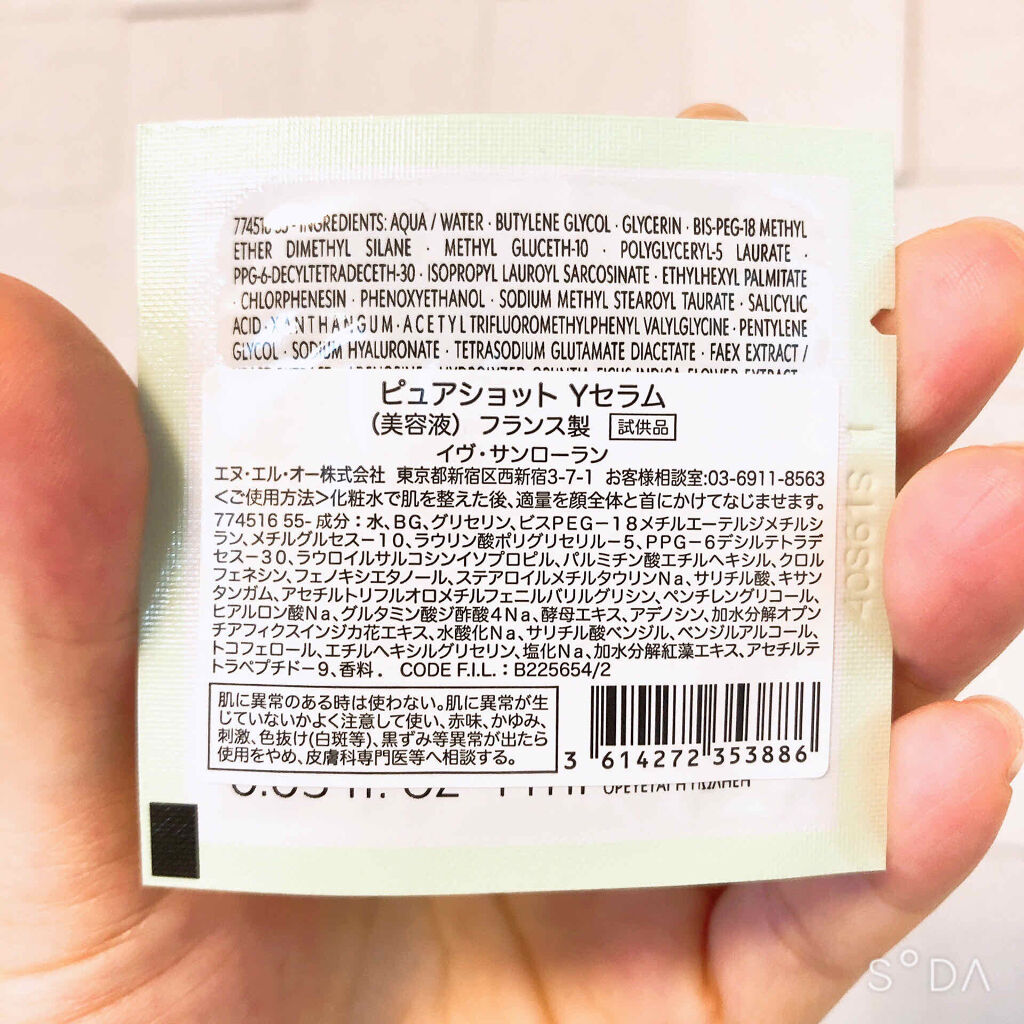 774516 55 - INGREDIENTS: AQUA / WATER · BUTYLENE GLYCOL · GLYCERIN · BIS-PEG-18 METHYL
ETHER DIMETHYL SILANE · METHYL GLUCETH-10 · POLYGLYCERYL-5 LAURATE ·
PPG-6-DECYLTETRADECETH-30 · ISOPROPYL LAUROYL SARCOSINATE · ETHYLHEXYL PALMITATE
· CHLORPHENESIN · PHENOXYETHANOL · SODIUM METHYL STEAROYL TAURATE · SALICYLIC
ACID · XANTHAN GUM · ACETYL TRIFLUOROMETHYLPHENYL VALYLGLYCINE · PENTYLENE
GLYCOL · SODIUM HYALURONATE · TETRASODIUM GLUTAMATE DIACETATE · FAEX EXTRACT /
ピュアショット Yセラム
(美容液) フランス製 試供品
イヴ・サンローラン
エヌ・エル・オー株式会社 東京都新宿区西新宿3-7-1 お客様相談室:03-6911-8563
<ご使用方法>化粧水で肌を整えた後、適量を顔全体と首にかけてなじませます。
774516 55- 成分:水、BG、グリセリン、ビスPEG-18メチルエーテルジメチルシ
ラン、メチルグルセス-10、ラウリン酸ポリグリセリル-5、PPG-6デシルテトラデ
セス-30、ラウロイルサルコシンイソプロピル、パルミチン酸エチルヘキシル、クロル
フェネシン、フェノキシエタノール、ステアロイルメチルタウリンNa、サリチル酸、キサン
タンガム、アセチルトリフルオロメチルフェニルバリルグリシン、ペンチレングリコール、
ヒアルロン酸Na、グルタミン酸ジ酢酸4Na、酵母エキス、アデノシン、加水分解オプン
チアフィクスインジカ花エキス、水酸化Na、サリチル酸ベンジル、ベンジルアルコール、
トコフェロール、エチルヘキシルグリセリン、塩化Na、加水分解紅藻エキス、アセチルテ
トラペプチド-9、香料. CODE F.I.L. : B225654/2
肌に異常のある時は使わない。肌に異常が生
じていないかよく注意して使い、赤味、かゆみ、
刺激、色抜け(白斑等)、黒ずみ等異常が出たら
使用をやめ、皮膚科専門医等へ相談する。
3 614272 353886
SODA